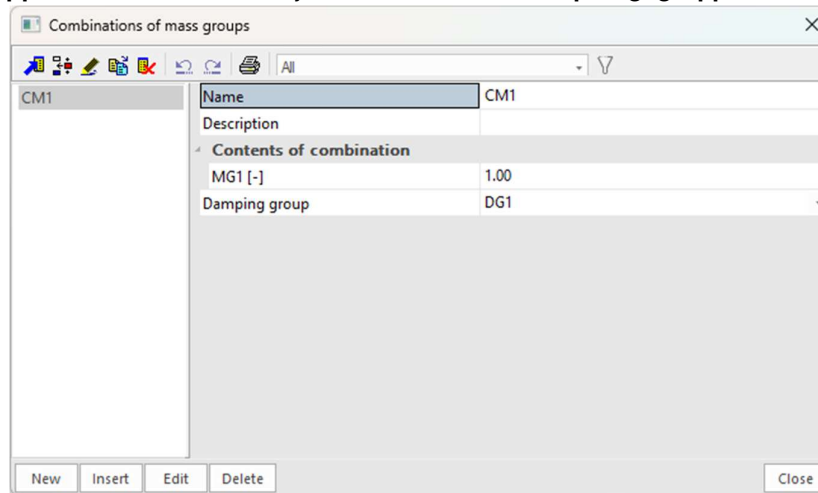 Combinations of mass groups
All
CM1
Name CM1
Description
Contents of combination
MG1 [-] 1.00
Damping group DG1
New Insert Edit Delete Close